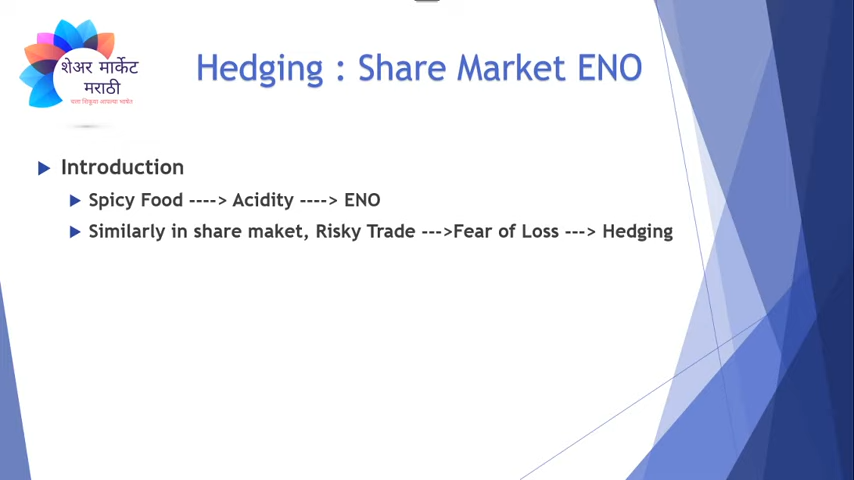 शेअर मार्केट
मराठी
Hedging : Share Market ENO
Introduction
Spicy Food ----> Acidity ----> ENO
Similarly in share maket, Risky Trade --->Fear of Loss ---> Hedging